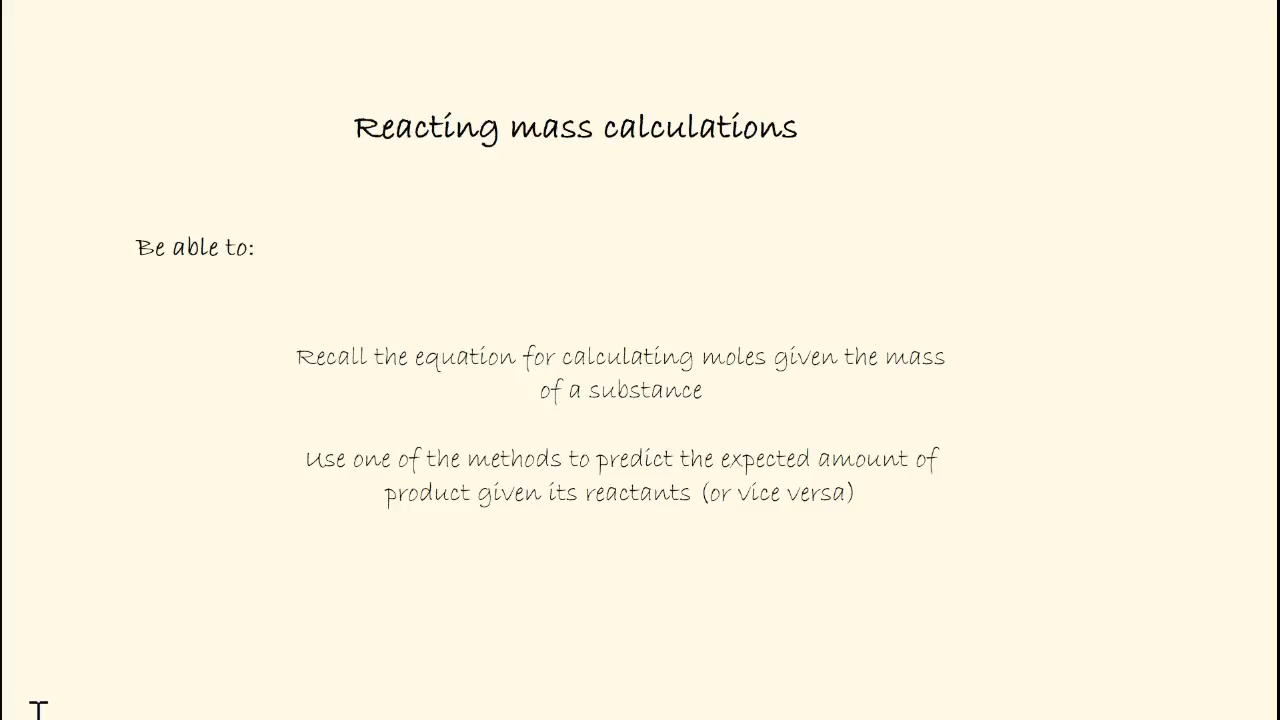 Reacting mass calculations
Be able to:
Recall the equation for calculating moles given the mass
of a substance
Use one of the methods to predict the expected amount of
product given its reactants (or vice versa)